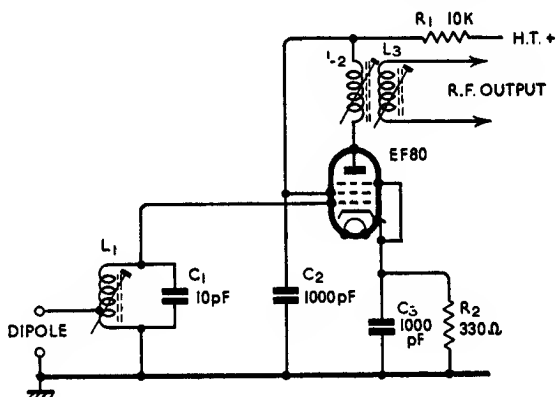 R1 10K
H.T. +
L2 L3
R.F. OUTPUT
EF80
L1
C1
10pF
C2
1000pF
C3
1000
pF
R2
330Ω
DIPOLE